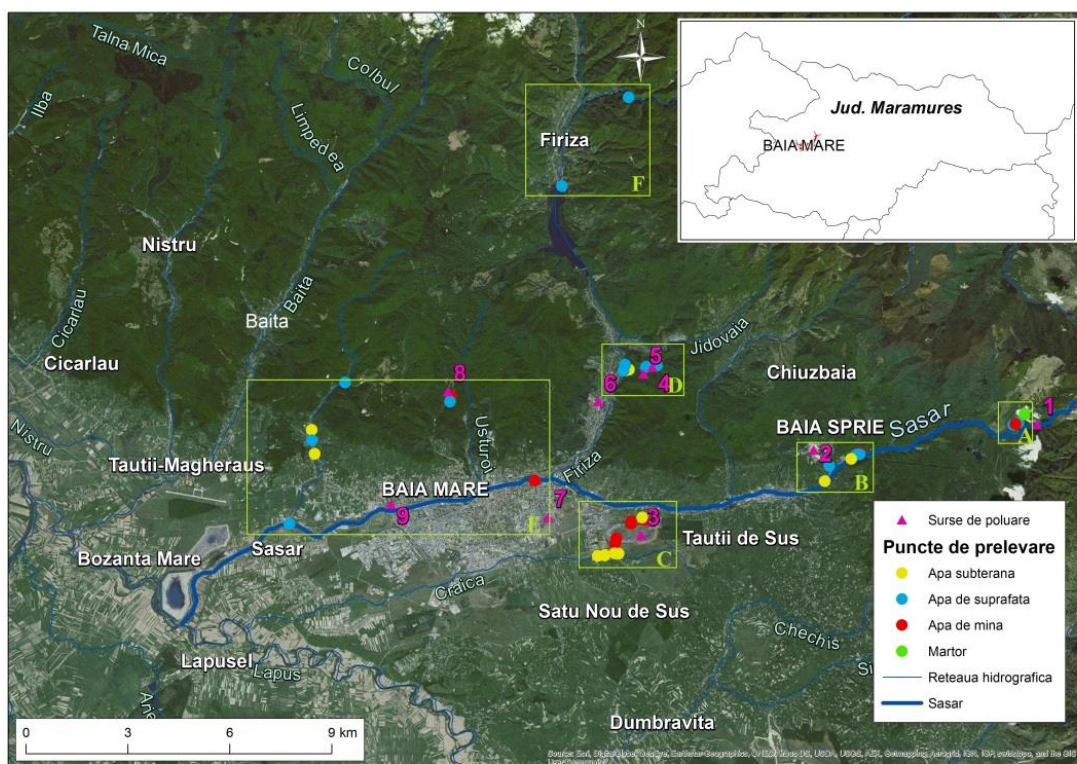 Talna Mica
Colbul
Ilba
Limpedea
N
Firiza
F
Jud. Maramures
BAIA MARE
Nistru
Baita
Baita
Cicarlau
Cicarlau
Jidovaia
5
6
4
D
8
Chiuzbaia
1
A
BAIA SPRIE
Sasar
2
B
Nistru
Usturoi
Firiza
Tautii-Magheraus
BAIA MARE
7
9
E
3
Tautii de Sus
C
Bozanta Mare
Sasar
Craica
Satu Nou de Sus
Chechis
Lapusel
Lapus
Dumbravita
Surse de poluare
Puncte de prelevare
Apa subterana
Apa de suprafata
Apa de mina
Martor
Reteaua hidrografica
Sasar
0 3 6 9 km